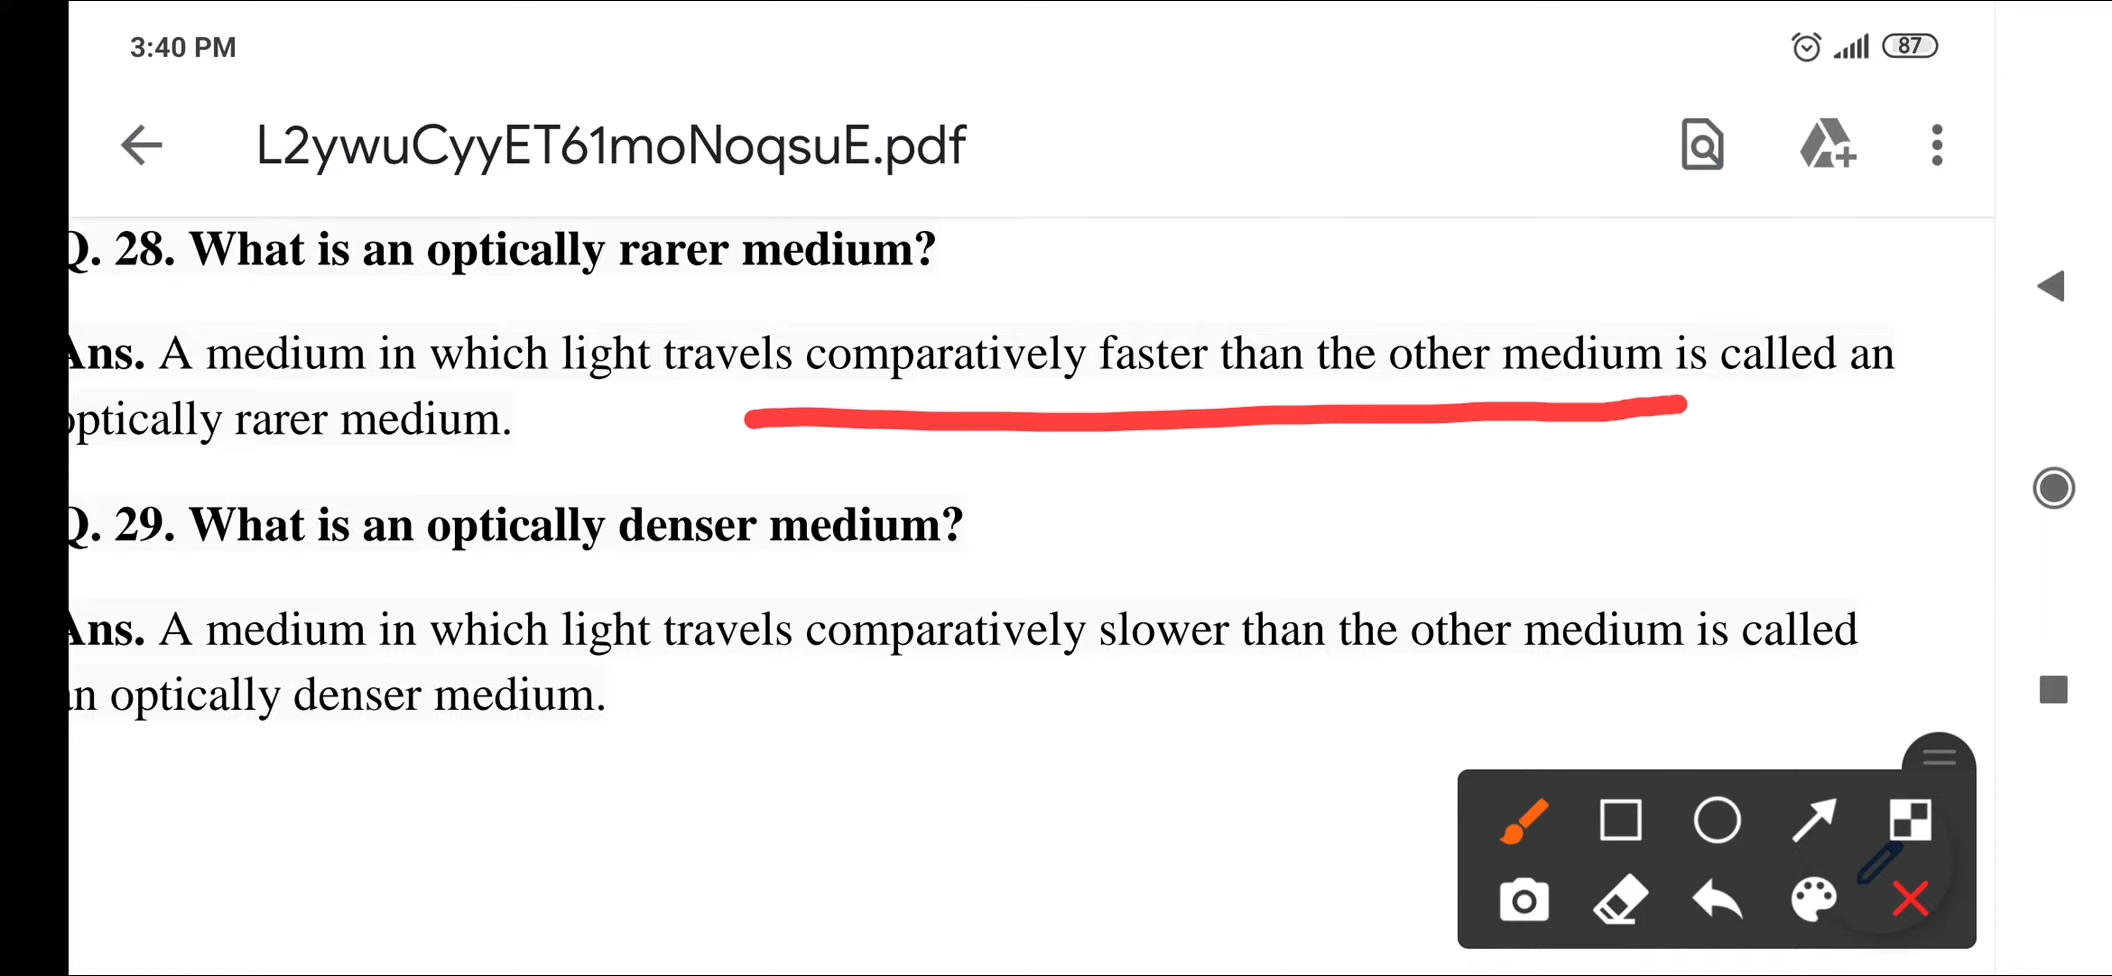 3:40 PM
87
L2ywuCyyET61moNoqsuE.pdf
Q. 28. What is an optically rarer medium?
Ans. A medium in which light travels comparatively faster than the other medium is called an
optically rarer medium.
Q. 29. What is an optically denser medium?
Ans. A medium in which light travels comparatively slower than the other medium is called
an optically denser medium.